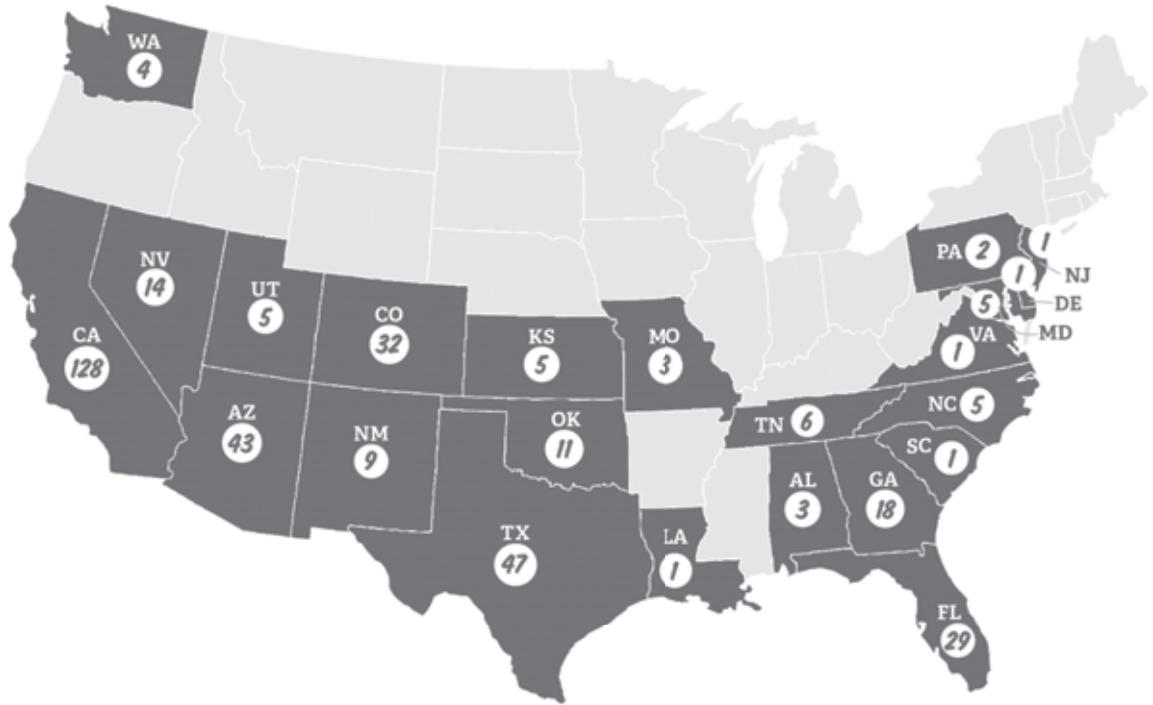 WA
4
NV
14
UT
5
CO
32
CA
128
KS
5
MO
3
PA 2
1
1
NJ
DE
5
MD
VA
1
AZ
43
NM
9
OK
11
TN 6
NC 5
SC 1
AL
3
GA
18
TX
47
LA
1
FL
29